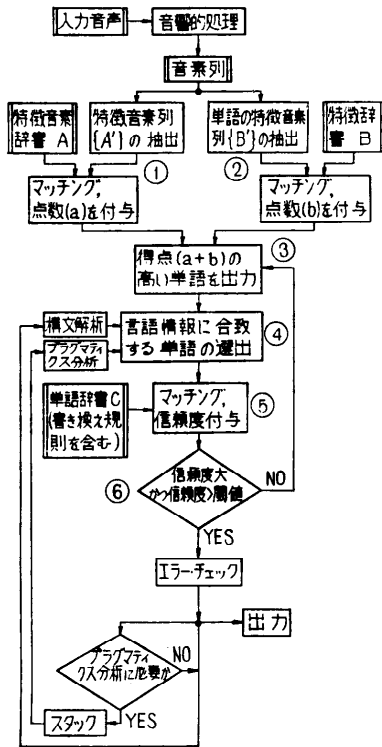 入力音声
音響的処理
音素列
特徴音素
辞書 A
特徴音素列
{A′}の抽出
単語の特徴音素
列{B′}の抽出
特徴辞
書 B
①
②
マッチング,
点数(a)を付与
マッチング,
点数(b)を付与
③
得点(a+b)の
高い単語を出力
構文解析
プラグマティ
クス分析
言語情報に合致
する単語の選出
④
単語辞書C
(書き換え規
則を含む)
マッチング,
信頼度付与
⑤
⑥
信頼度大
かつ信頼度>閾値
NO
YES
エラー・チェック
出力
プラグマティ
クス分析に必要か
NO
YES
スタック